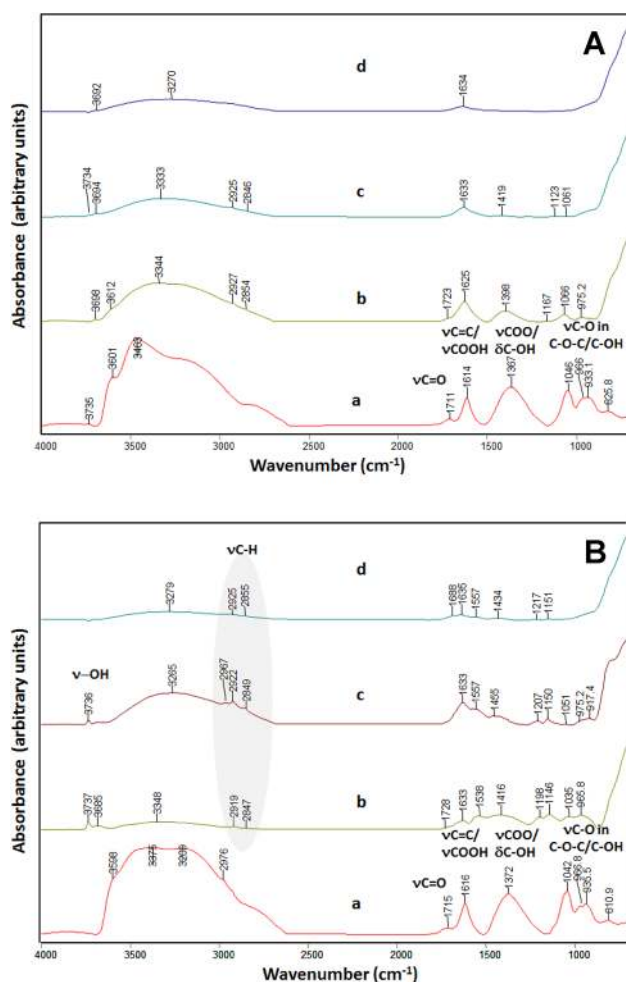 A
d
3692
3270
1634
c
3734
3694
3333
2925
2846
1633
1419
1123
1061
b
3698
3612
3344
2927
2854
1723
1625
1398
1167
1066
975.2
νC=C/
νCOOH
νCOO/
δC-OH
νC-O in
C-O-C/C-OH
νC=O
a
3735
3601
3463
1711
1614
1367
1046
966
933.1
825.8
Absorbance (arbitrary units)
4000 3500 3000 2500 2000 1500 1000
Wavenumber (cm⁻¹)
B
νC-H
d
3279
2925
2855
1688
1635
1557
1434
1217
1151
ν—OH
c
3736
3265
2967
2922
2849
1633
1557
1455
1207
1150
1051
975.2
917.4
b
3737
3685
3348
2919
2847
1728
1633
1538
1416
1198
1146
1035
965.8
νC=C/
νCOOH
νCOO/
δC-OH
νC-O in
C-O-C/C-OH
νC=O
a
3598
3375
2976
1715
1616
1372
1042
966.8
935.5
810.9
Absorbance (arbitrary units)
4000 3500 3000 2500 2000 1500 1000
Wavenumber (cm⁻¹)